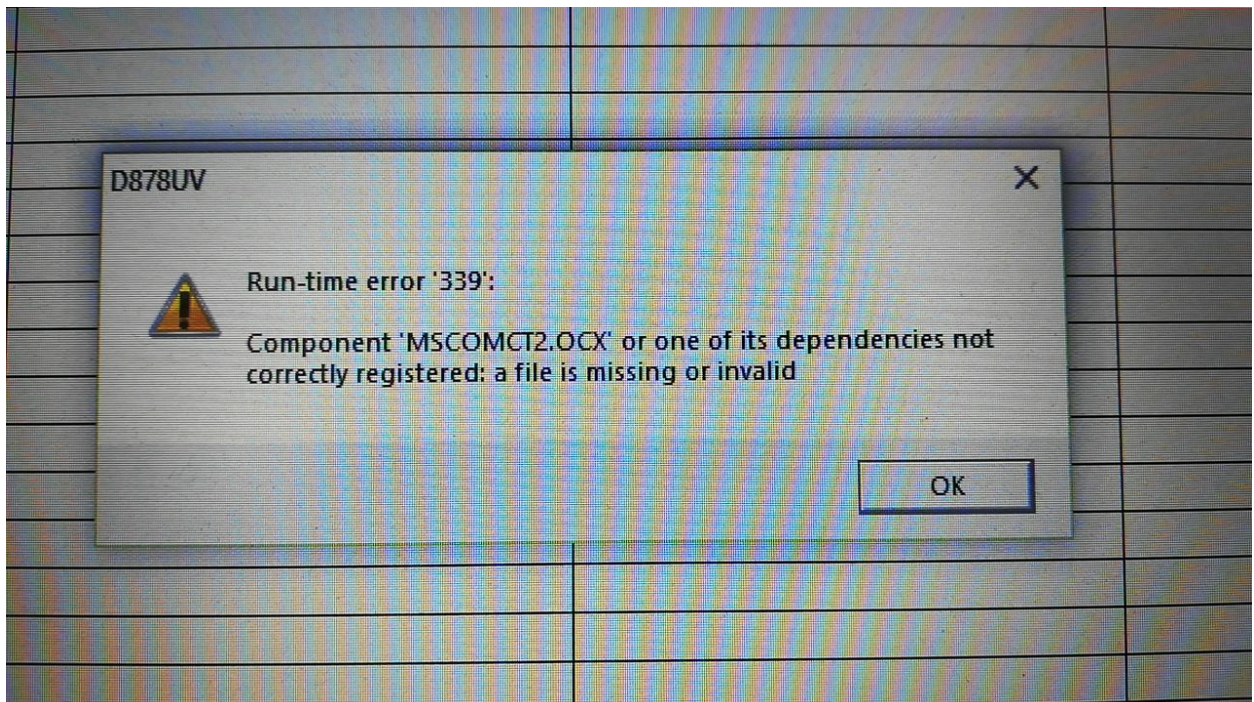 D878UV
Run-time error '339':
Component 'MSCOMCT2.OCX' or one of its dependencies not
correctly registered: a file is missing or invalid
OK